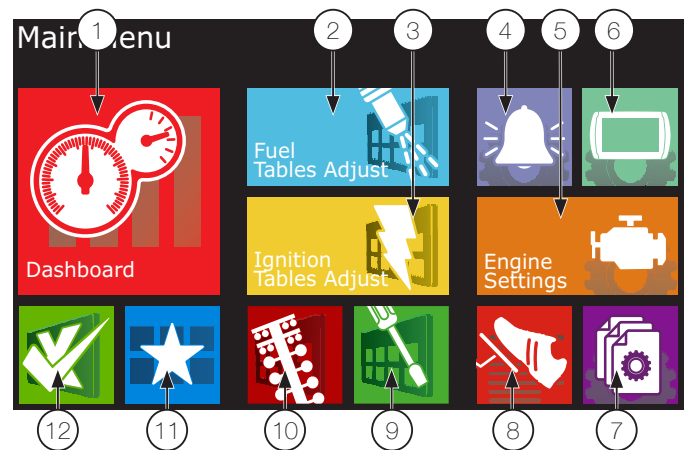 Main Menu
1
2
3
4
5
6
Fuel
Tables Adjust
Dashboard
Ignition
Tables Adjust
Engine
Settings
12
11
10
9
8
7